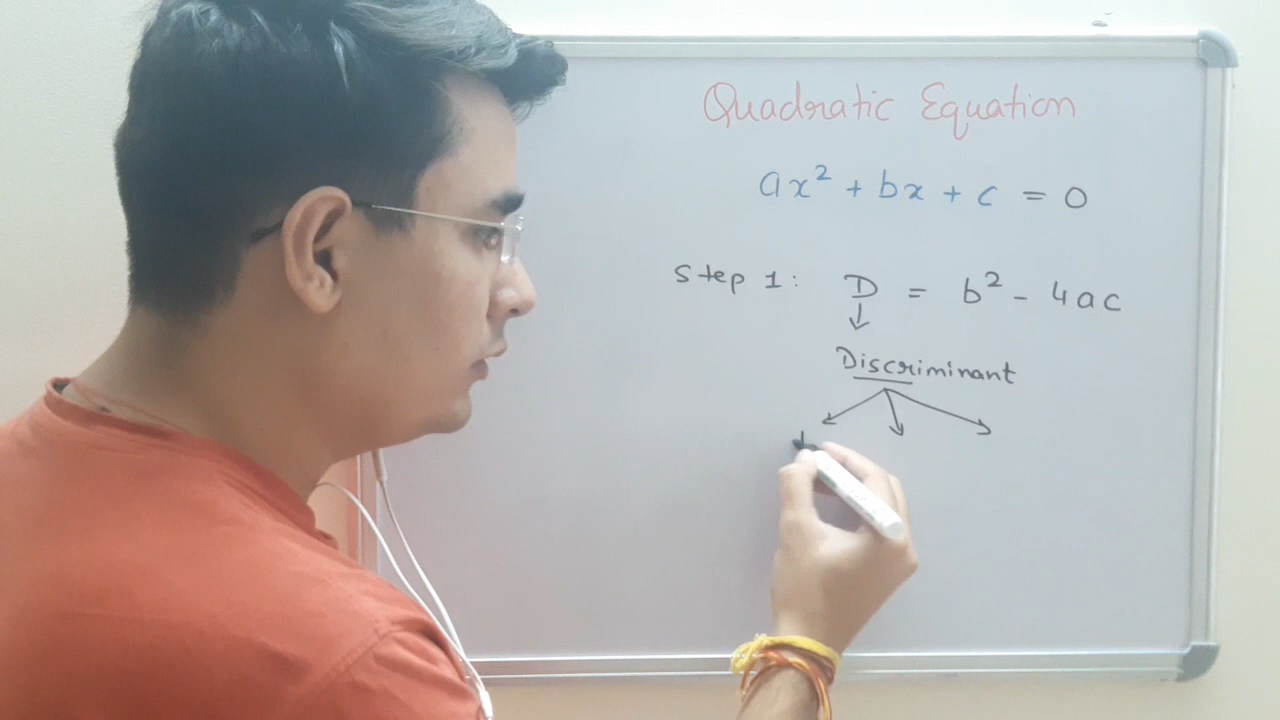 Quadratic Equation
ax² + bx + c = 0
Step 1: D = b² - 4ac
Discriminant